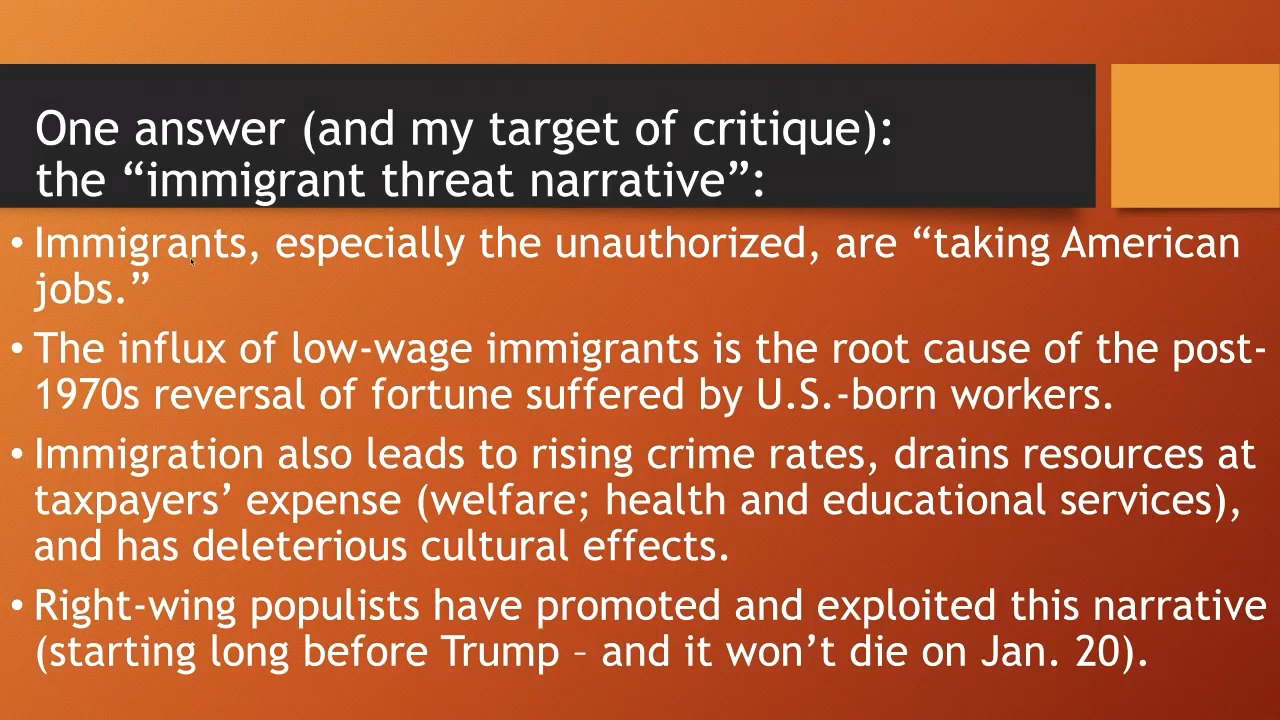 One answer (and my target of critique):
the “immigrant threat narrative”:
• Immigrants, especially the unauthorized, are “taking American
jobs.”
• The influx of low-wage immigrants is the root cause of the post-
1970s reversal of fortune suffered by U.S.-born workers.
• Immigration also leads to rising crime rates, drains resources at
taxpayers’ expense (welfare; health and educational services),
and has deleterious cultural effects.
• Right-wing populists have promoted and exploited this narrative
(starting long before Trump – and it won’t die on Jan. 20).